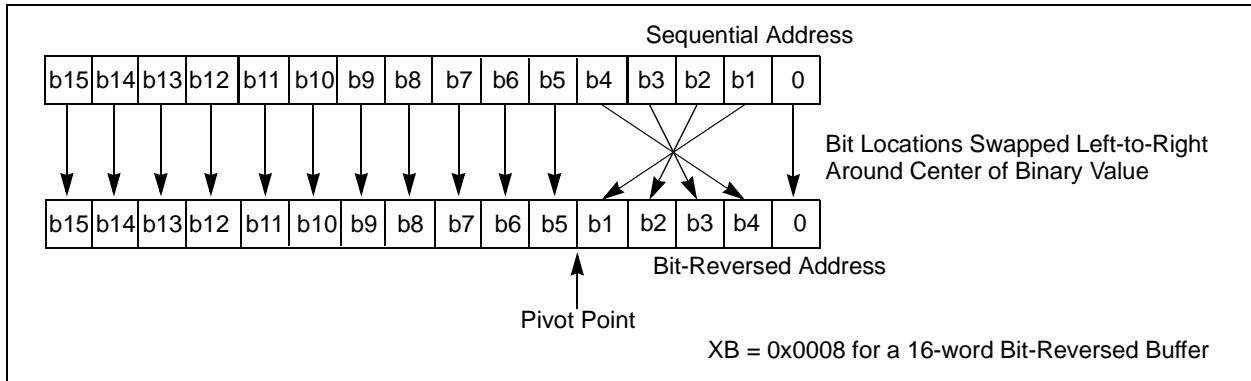 Sequential Address
b15 b14 b13 b12 b11 b10 b9 b8 b7 b6 b5 b4 b3 b2 b1 0
Bit Locations Swapped Left-to-Right
Around Center of Binary Value
b15 b14 b13 b12 b11 b10 b9 b8 b7 b6 b5 b1 b2 b3 b4 0
Bit-Reversed Address
Pivot Point
XB = 0x0008 for a 16-word Bit-Reversed Buffer